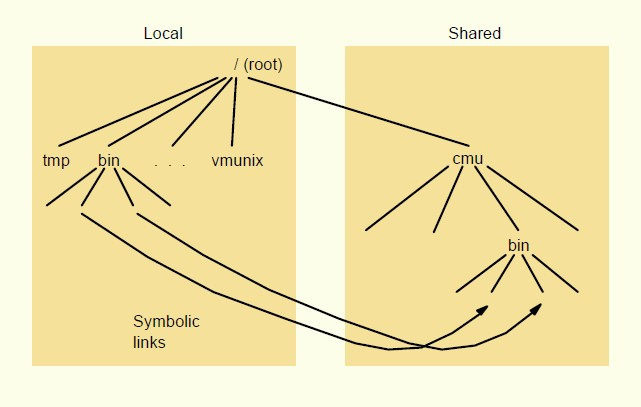 Local
Shared
/ (root)
tmp
bin
. . .
vmunix
cmu
bin
Symbolic
links